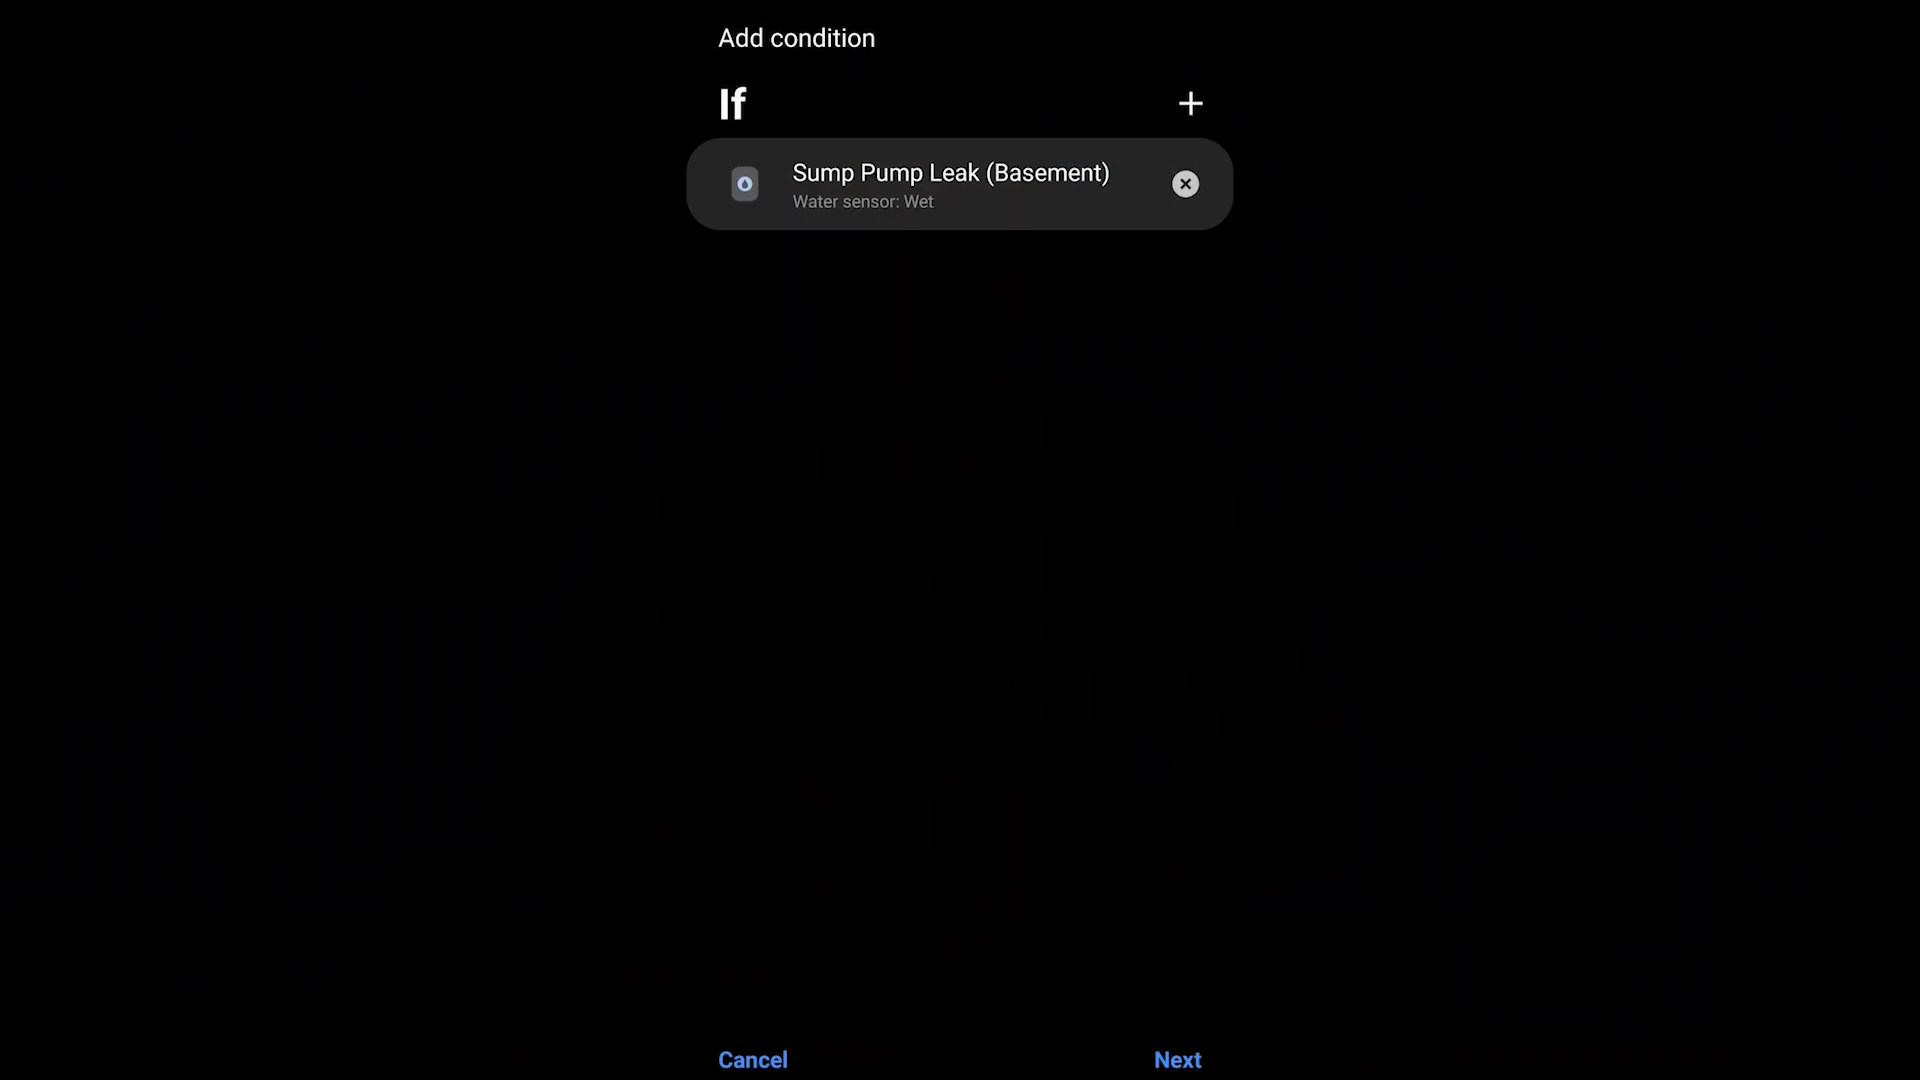 Add condition
If
Sump Pump Leak (Basement)
Water sensor: Wet
Cancel
Next